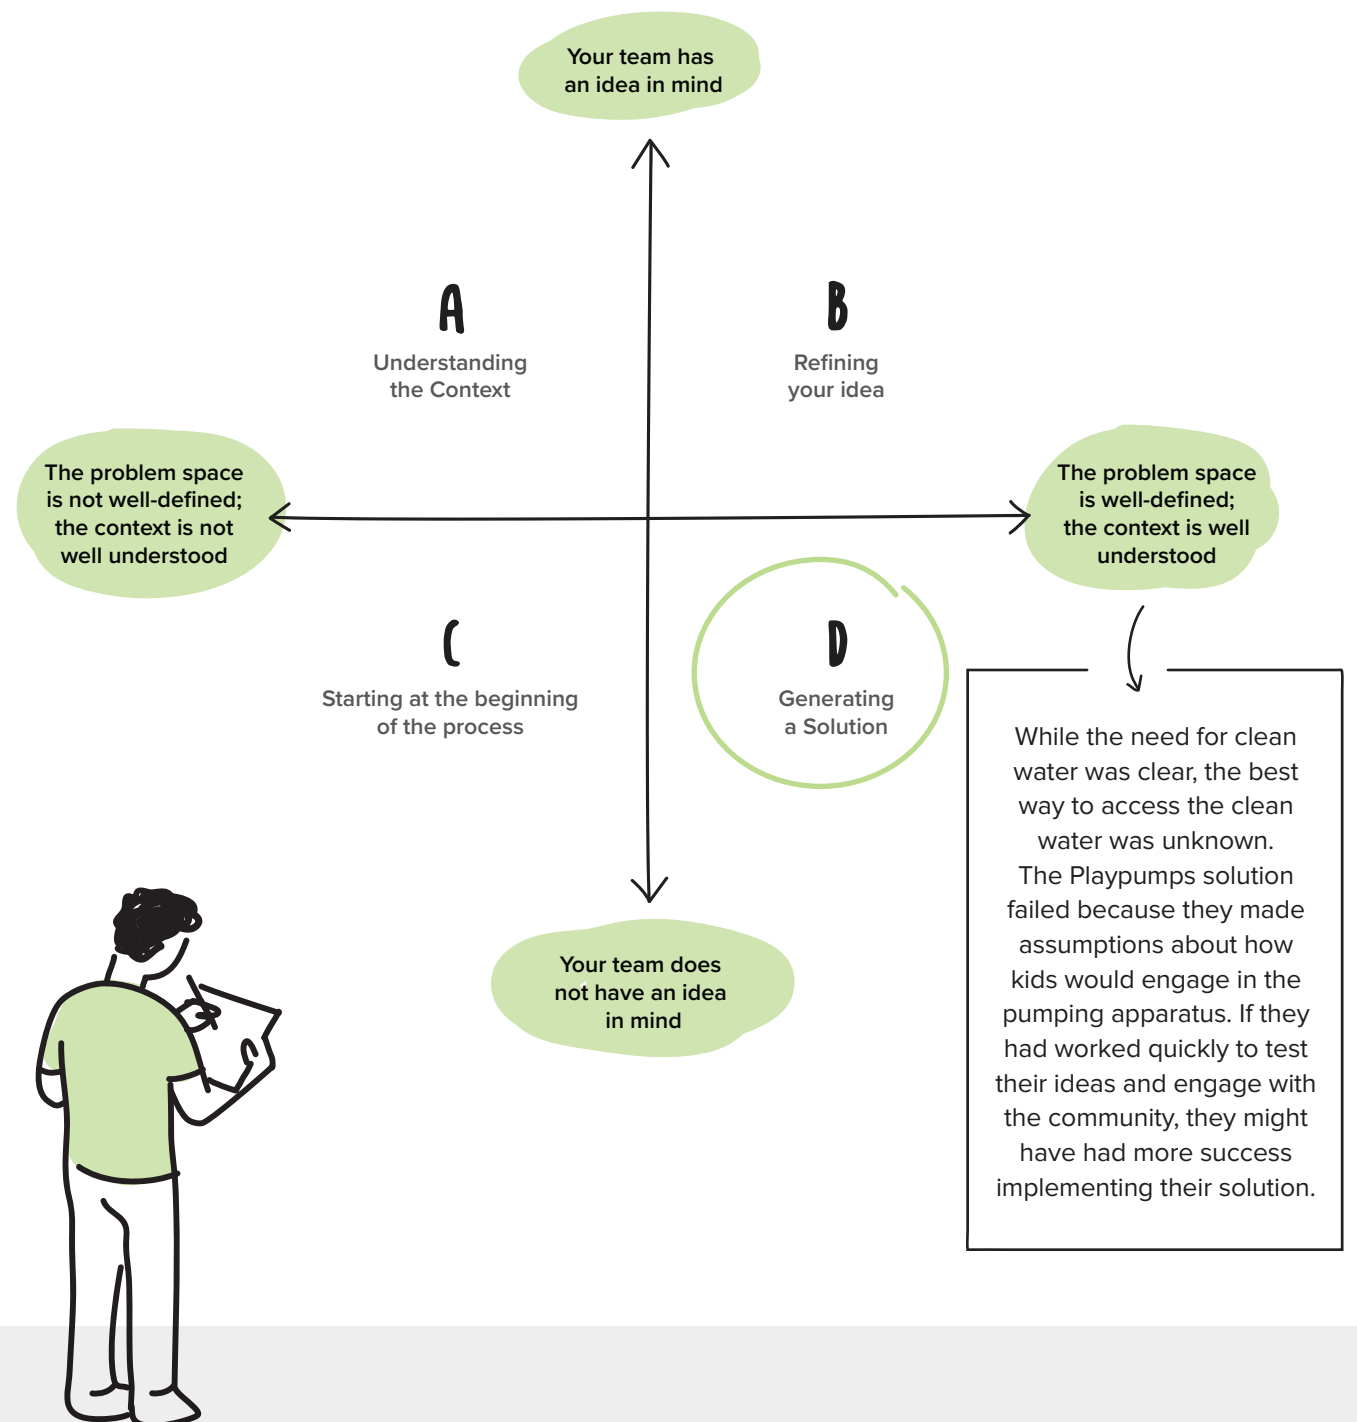 Your team has
an idea in mind
A
Understanding
the Context
B
Refining
your idea
The problem space
is not well-defined;
the context is not
well understood
The problem space
is well-defined;
the context is well
understood
C
Starting at the beginning
of the process
D
Generating
a Solution
While the need for clean
water was clear, the best
way to access the clean
water was unknown.
The Playpumps solution
failed because they made
assumptions about how
kids would engage in the
pumping apparatus. If they
had worked quickly to test
their ideas and engage with
the community, they might
have had more success
implementing their solution.
Your team does
not have an idea
in mind